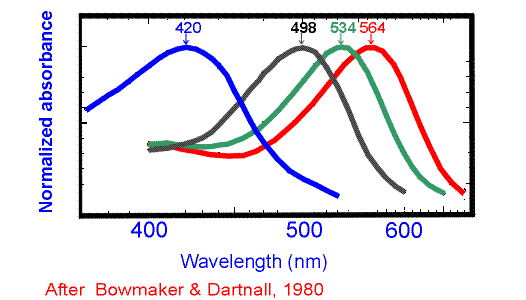 420 498 534 564
Normalized absorbance
400 500 600
Wavelength (nm)
After Bowmaker & Dartnall, 1980